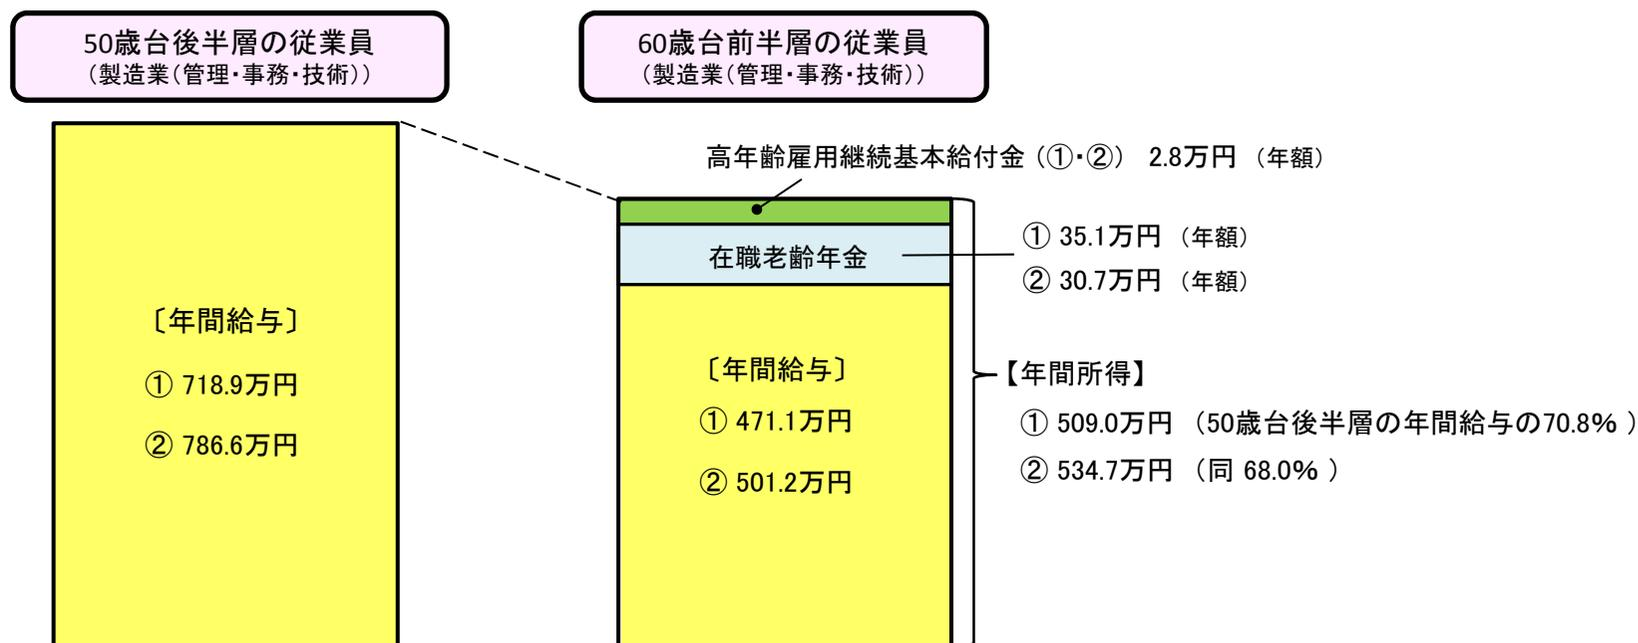 50歳台後半層の従業員
（製造業（管理・事務・技術））
60歳台前半層の従業員
（製造業（管理・事務・技術））
高年齢雇用継続基本給付金（①・②） 2.8万円 （年額）
在職老齢年金
① 35.1万円 （年額）
② 30.7万円 （年額）
〔年間給与〕
① 718.9万円
② 786.6万円
〔年間給与〕
① 471.1万円
② 501.2万円
【年間所得】
① 509.0万円 （50歳台後半層の年間給与の70.8% ）
② 534.7万円 （同 68.0% ）